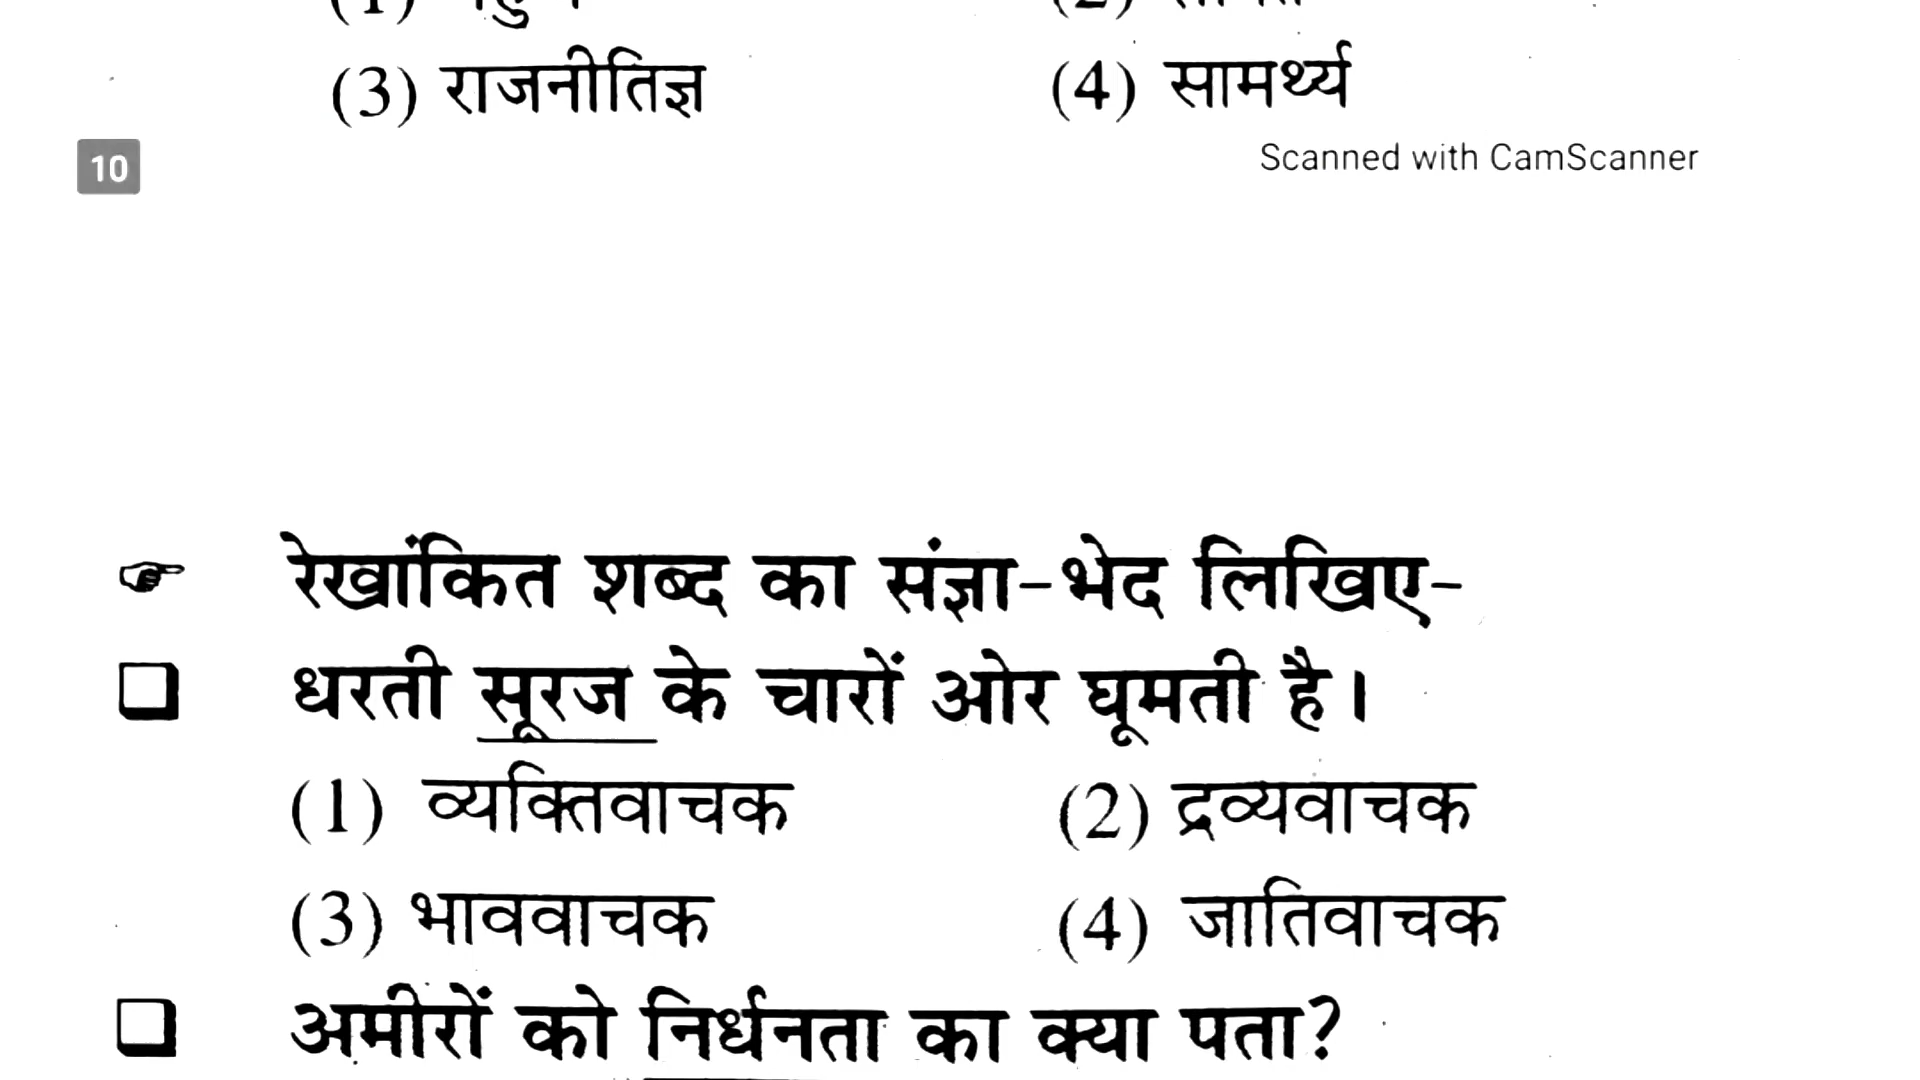 (3) राजनीतिज्ञ (4) सामर्थ्य
10 Scanned with CamScanner
रेखांकित शब्द का संज्ञा-भेद लिखिए-
धरती सूरज के चारों ओर घूमती है।
(1) व्यक्तिवाचक (2) द्रव्यवाचक
(3) भाववाचक (4) जातिवाचक
अमीरों को निर्धनता का क्या पता?